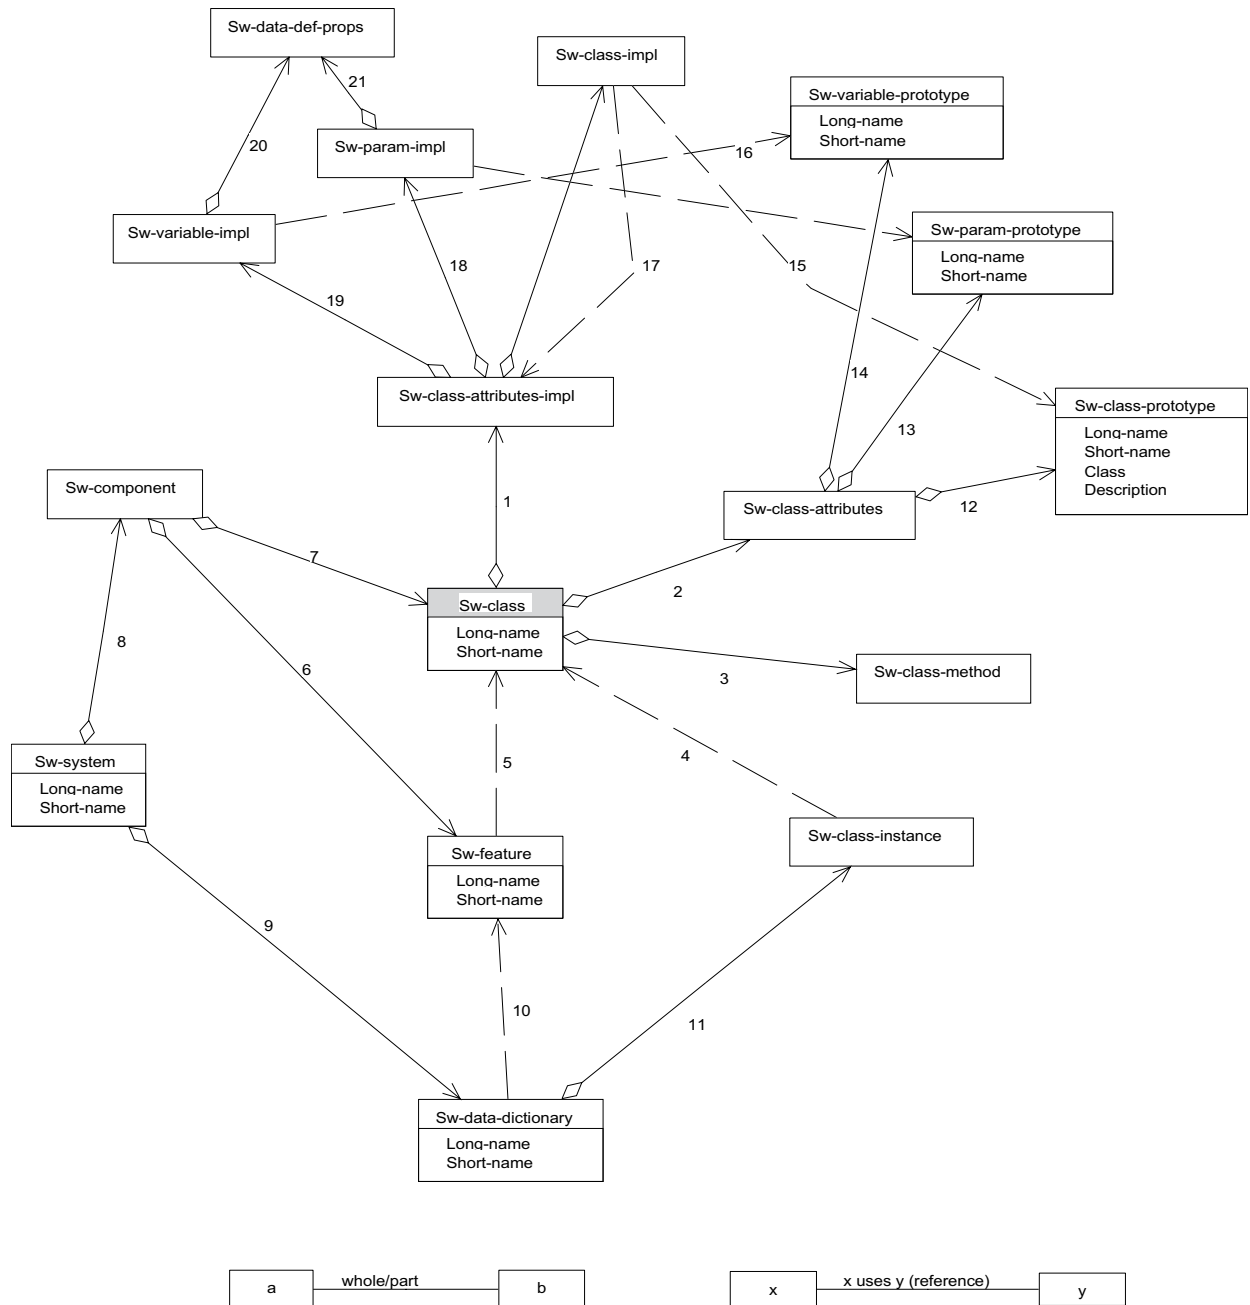 Sw-data-def-props
Sw-class-impl
21
Sw-variable-prototype
Long-name
Short-name
20
Sw-param-impl
16
Sw-variable-impl
Sw-param-prototype
Long-name
Short-name
18
17
15
19
14
Sw-class-attributes-impl
Sw-class-prototype
Long-name
Short-name
Class
Description
13
Sw-component
1
Sw-class-attributes
12
7
2
Sw-class
Long-name
Short-name
8
6
3
Sw-class-method
Sw-system
Long-name
Short-name
5
4
Sw-feature
Long-name
Short-name
Sw-class-instance
9
10
11
Sw-data-dictionary
Long-name
Short-name
a
whole/part
b
x
x uses y (reference)
y